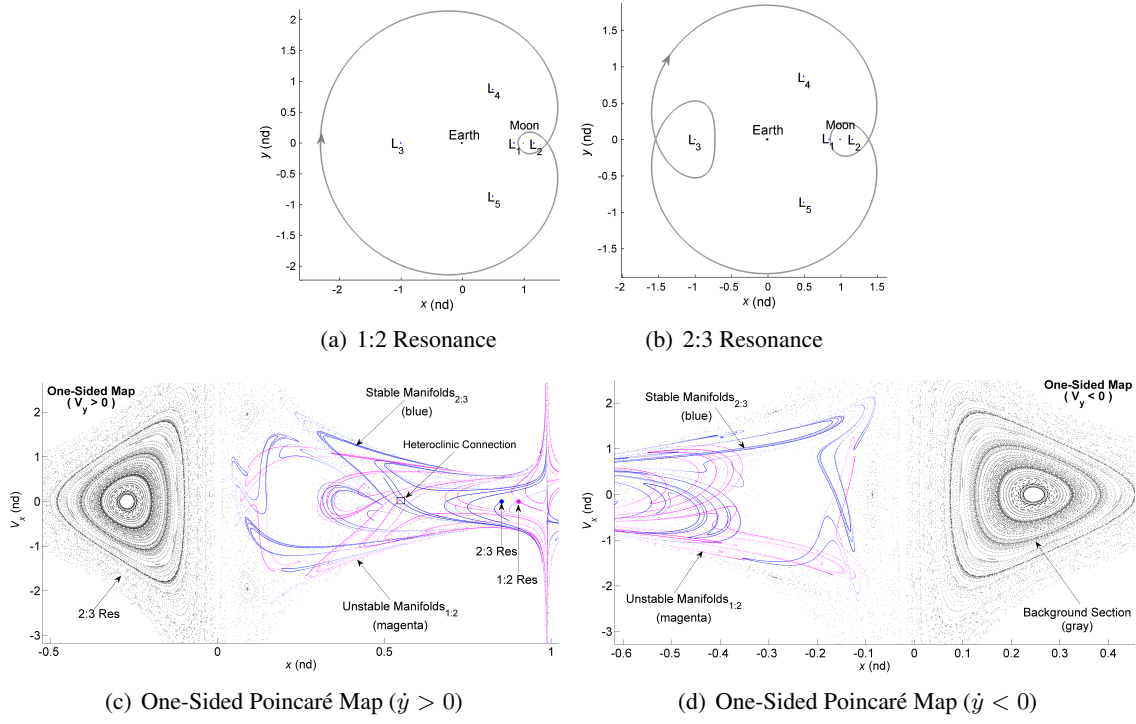 2
1.5
1
0.5
0
-0.5
-1
-1.5
-2
y (nd)
-2
-1
0
1
x (nd)
L4
Earth
Moon
L3
L1
L2
L5
(a) 1:2 Resonance
1.5
1
0.5
0
-0.5
-1
-1.5
y (nd)
-2
-1.5
-1
-0.5
0
0.5
1
1.5
x (nd)
L4
Earth
Moon
L3
L1
L2
L5
(b) 2:3 Resonance
One-Sided Map
( Vy > 0 )
Stable Manifolds2:3
(blue)
Heteroclinic Connection
2:3 Res
1:2 Res
2:3 Res
Unstable Manifolds1:2
(magenta)
2
1
0
-1
-2
-3
Vx (nd)
-0.5
0
0.5
1
x (nd)
(c) One-Sided Poincaré Map (ẏ > 0)
One-Sided Map
( Vy < 0 )
Stable Manifolds2:3
(blue)
Unstable Manifolds1:2
(magenta)
Background Section
(gray)
2
1
0
-1
-2
-3
Vx (nd)
-0.6
-0.5
-0.4
-0.3
-0.2
-0.1
0
0.1
0.2
0.3
0.4
x (nd)
(d) One-Sided Poincaré Map (ẏ < 0)